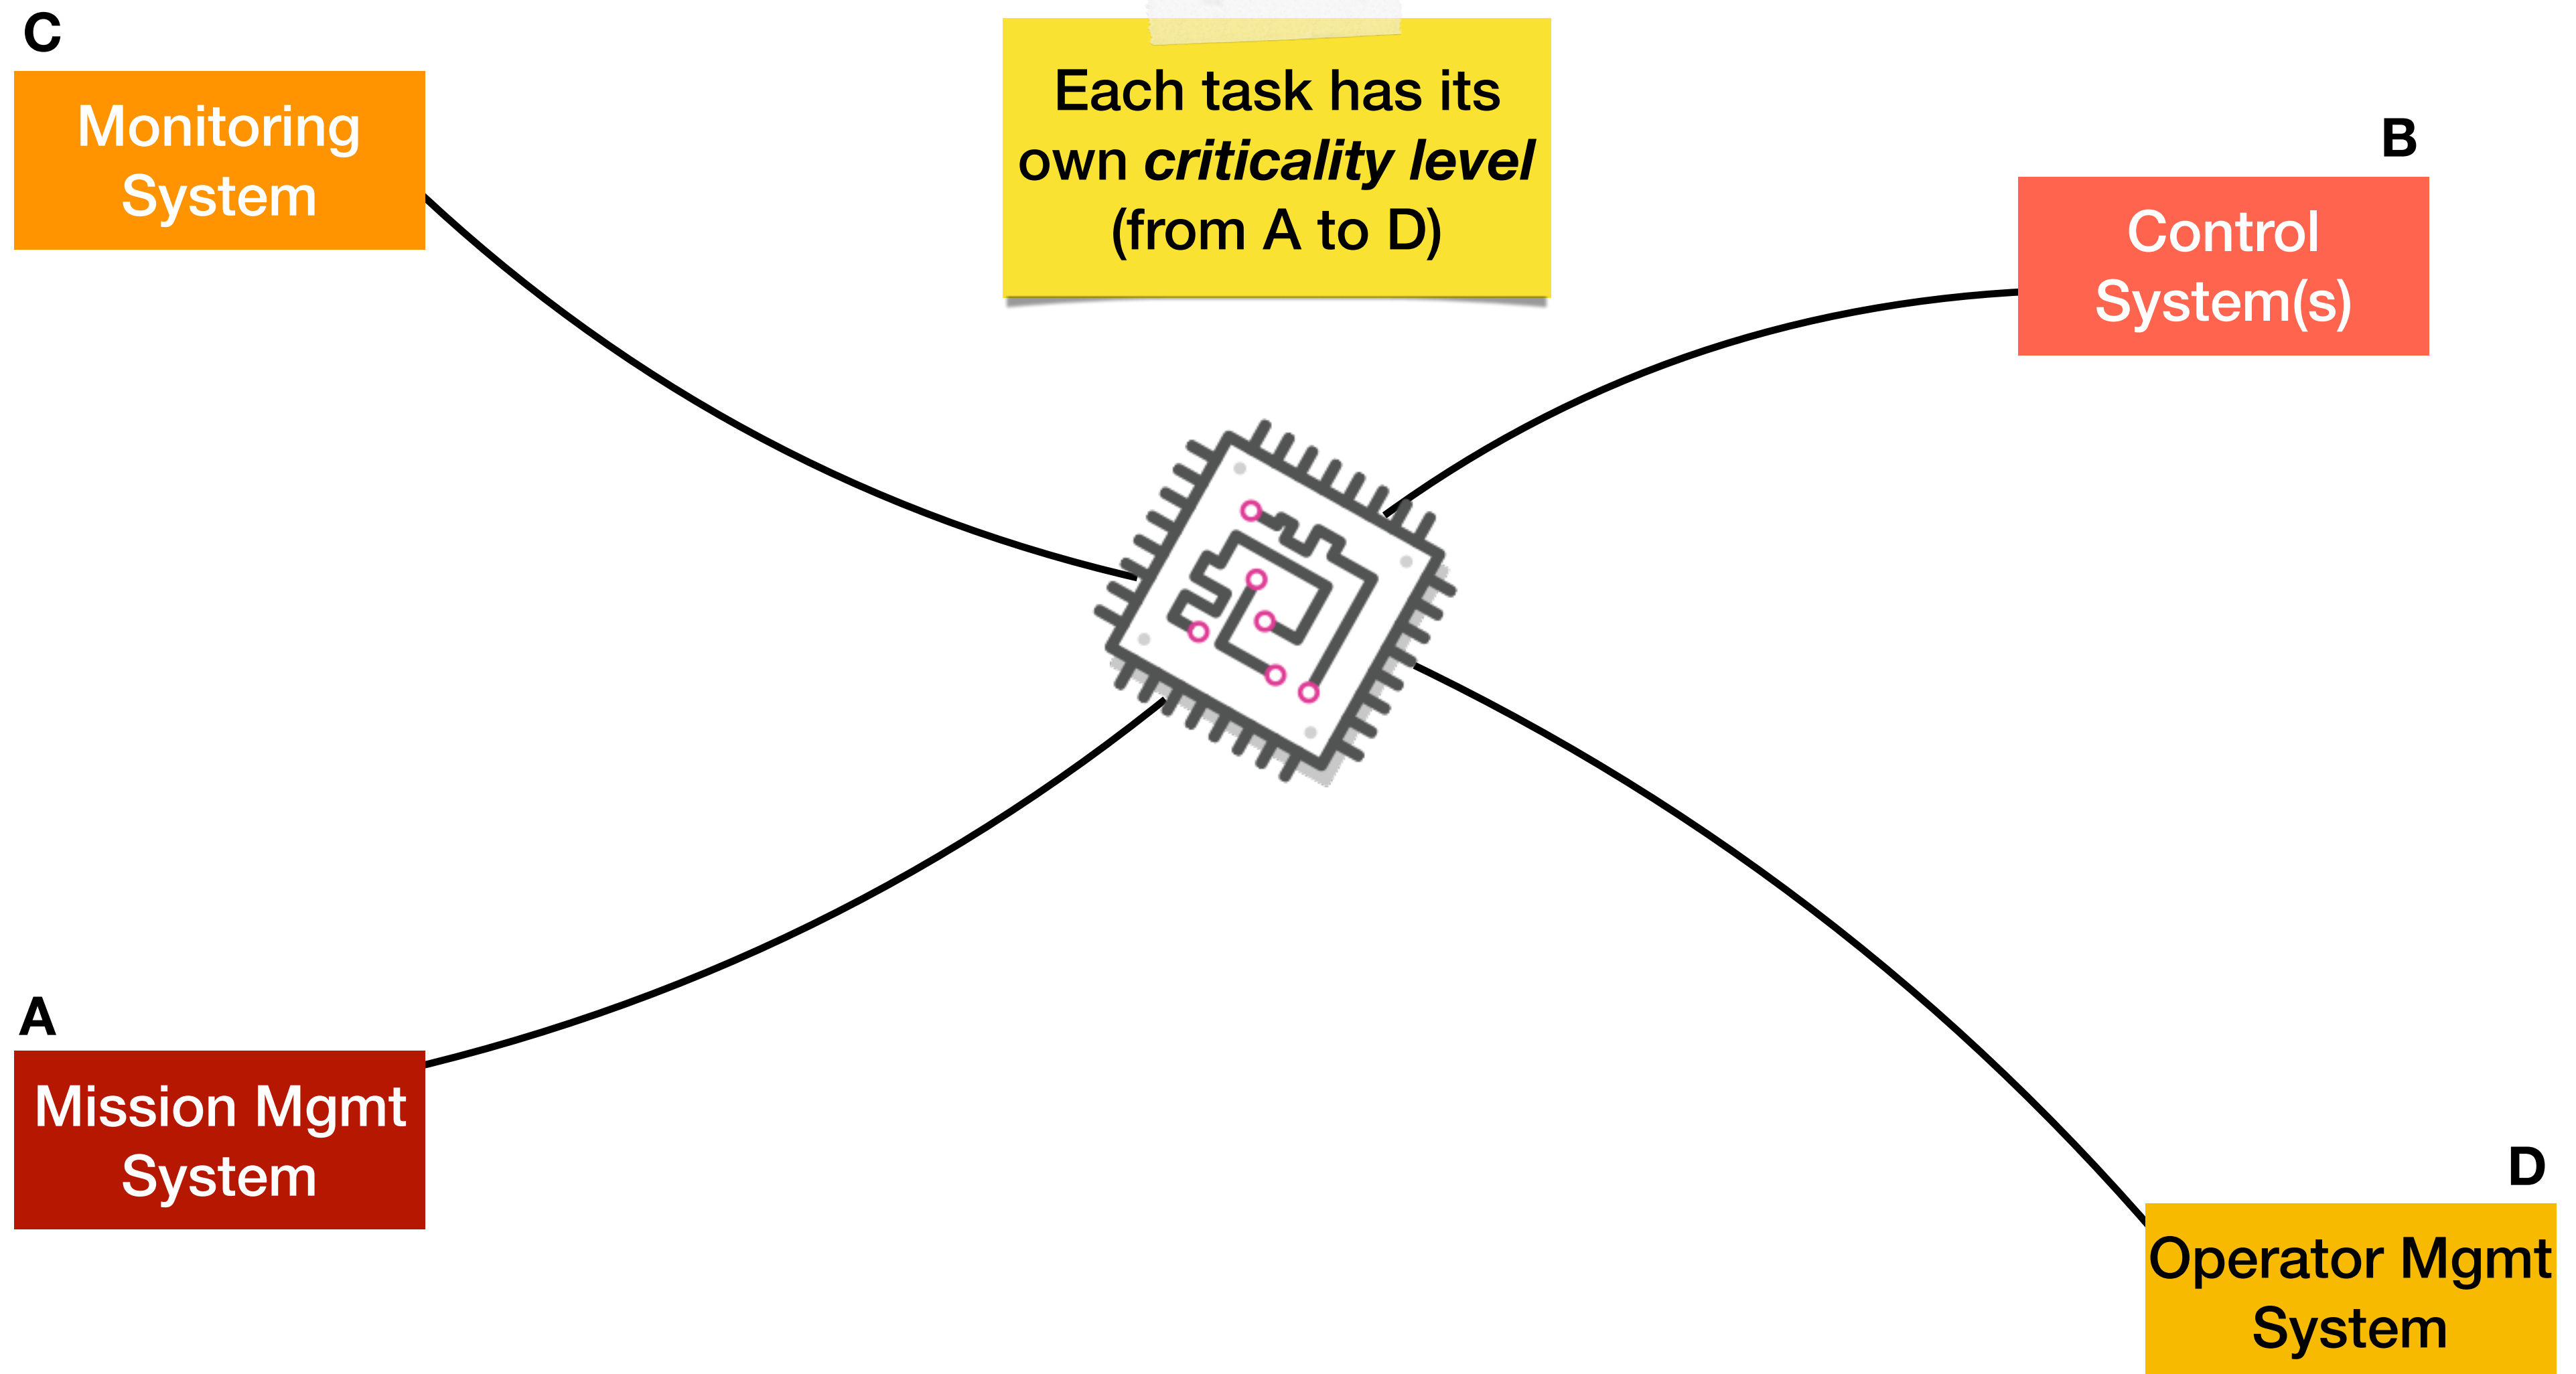 C
Monitoring
System
Each task has its
own criticality level
(from A to D)
B
Control
System(s)
A
Mission Mgmt
System
D
Operator Mgmt
System